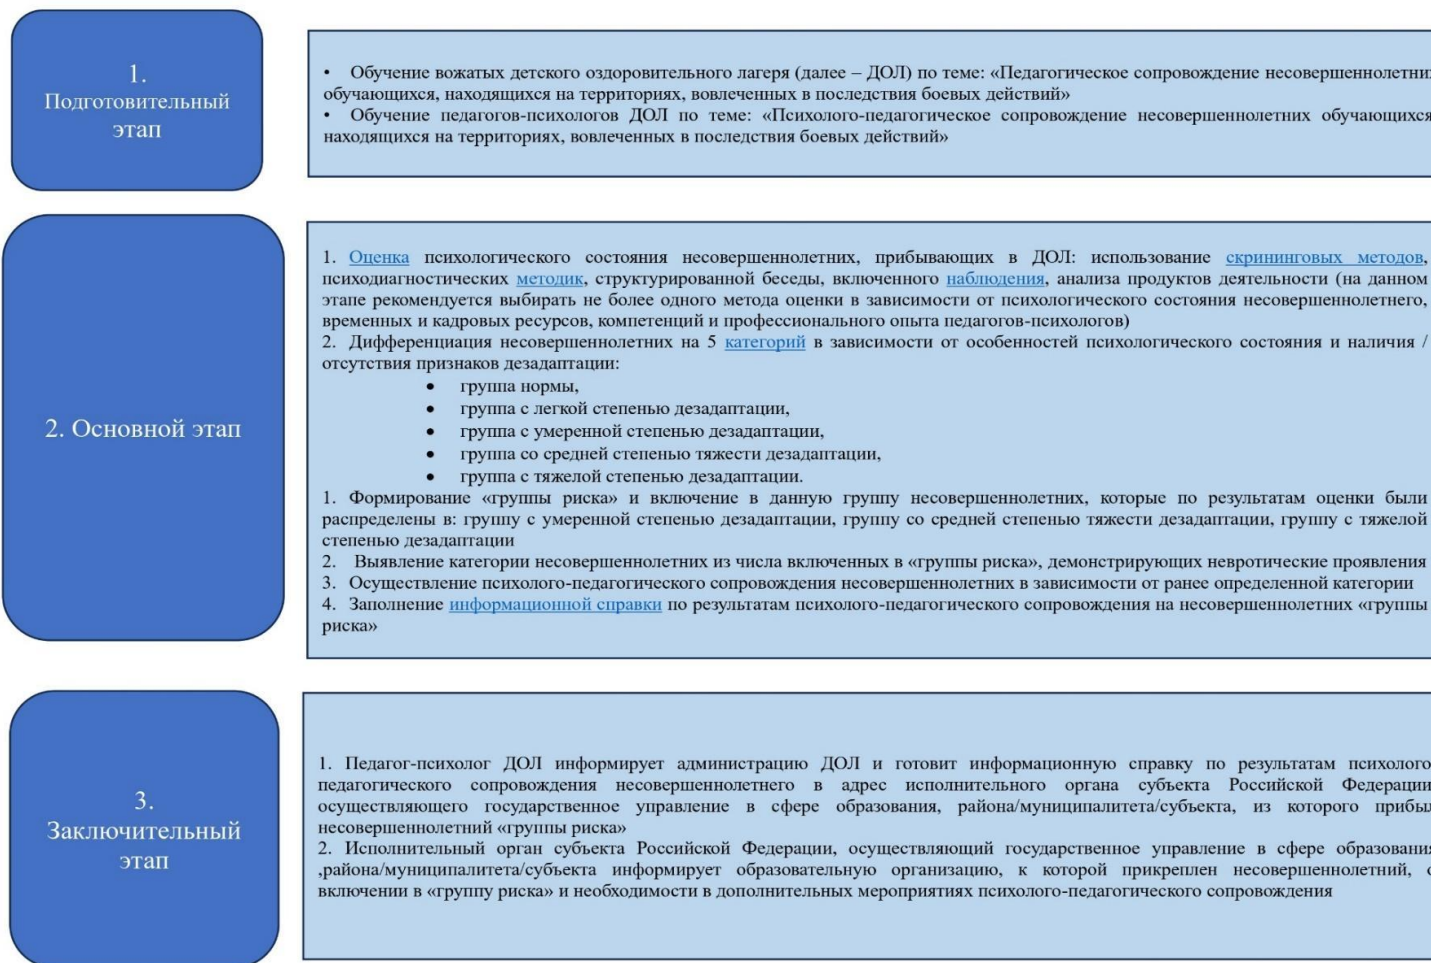 1.
Подготовительный
этап
• Обучение вожатых детского оздоровительного лагеря (далее – ДОЛ) по теме: «Педагогическое сопровождение несовершеннолетни
обучающихся, находящихся на территориях, вовлеченных в последствия боевых действий»
• Обучение педагогов-психологов ДОЛ по теме: «Психолого-педагогическое сопровождение несовершеннолетних обучающихся
находящихся на территориях, вовлеченных в последствия боевых действий»
2. Основной этап
1. Оценка психологического состояния несовершеннолетних, прибывающих в ДОЛ: использование скрининговых методов,
психодиагностических методик, структурированной беседы, включенного наблюдения, анализа продуктов деятельности (на данном
этапе рекомендуется выбирать не более одного метода оценки в зависимости от психологического состояния несовершеннолетнего,
временных и кадровых ресурсов, компетенций и профессионального опыта педагогов-психологов)
2. Дифференциация несовершеннолетних на 5 категорий в зависимости от особенностей психологического состояния и наличия /
отсутствия признаков дезадаптации:
• группа нормы,
• группа с легкой степенью дезадаптации,
• группа с умеренной степенью дезадаптации,
• группа со средней степенью тяжести дезадаптации,
• группа с тяжелой степенью дезадаптации.
1. Формирование «группы риска» и включение в данную группу несовершеннолетних, которые по результатам оценки были
распределены в: группу с умеренной степенью дезадаптации, группу со средней степенью тяжести дезадаптации, группу с тяжелой
степенью дезадаптации
2. Выявление категории несовершеннолетних из числа включенных в «группы риска», демонстрирующих невротические проявления
3. Осуществление психолого-педагогического сопровождения несовершеннолетних в зависимости от ранее определенной категории
4. Заполнение информационной справки по результатам психолого-педагогического сопровождения на несовершеннолетних «группы
риска»
3.
Заключительный
этап
1. Педагог-психолог ДОЛ информирует администрацию ДОЛ и готовит информационную справку по результатам психолого
педагогического сопровождения несовершеннолетнего в адрес исполнительного органа субъекта Российской Федерации
осуществляющего государственное управление в сфере образования, района/муниципалитета/субъекта, из которого прибыл
несовершеннолетний «группы риска»
2. Исполнительный орган субъекта Российской Федерации, осуществляющий государственное управление в сфере образования
,района/муниципалитета/субъекта информирует образовательную организацию, к которой прикреплен несовершеннолетний, о
включении в «группу риска» и необходимости в дополнительных мероприятиях психолого-педагогического сопровождения